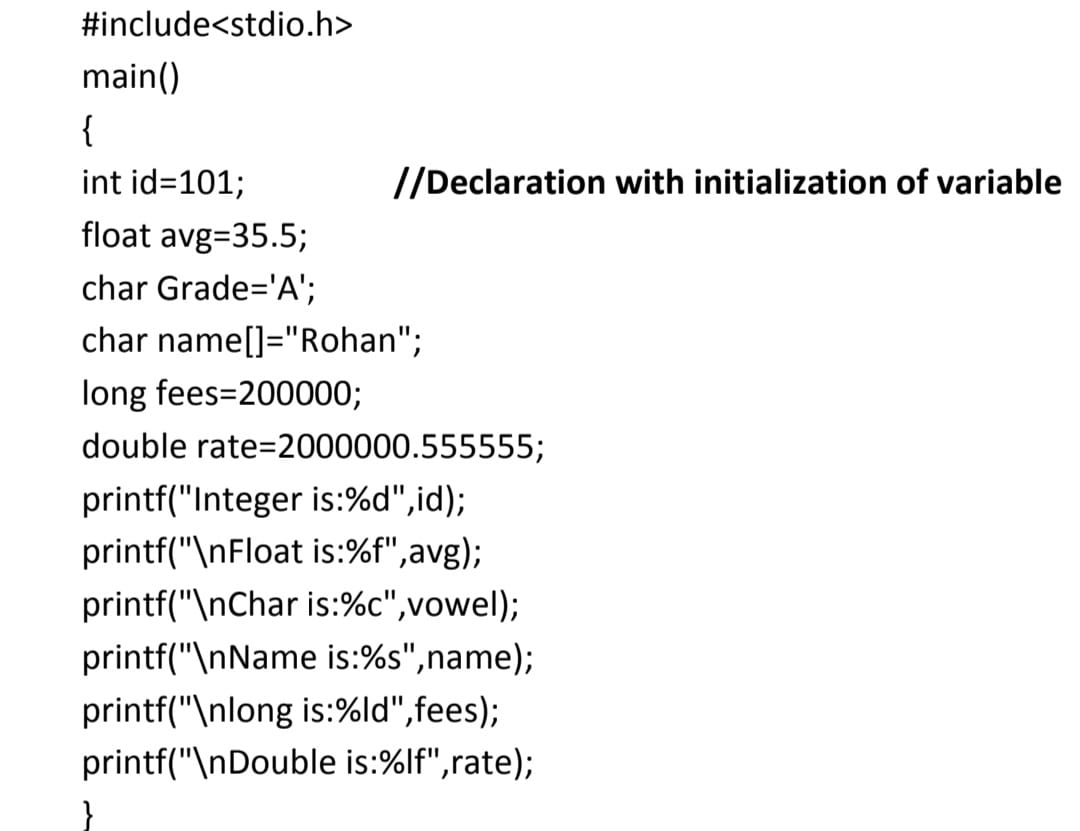 #include<stdio.h>
main()
{
int id=101; //Declaration with initialization of variable
float avg=35.5;
char Grade='A';
char name[]="Rohan";
long fees=200000;
double rate=2000000.555555;
printf("Integer is:%d",id);
printf("\nFloat is:%f",avg);
printf("\nChar is:%c",vowel);
printf("\nName is:%s",name);
printf("\nlong is:%ld",fees);
printf("\nDouble is:%lf",rate);
}